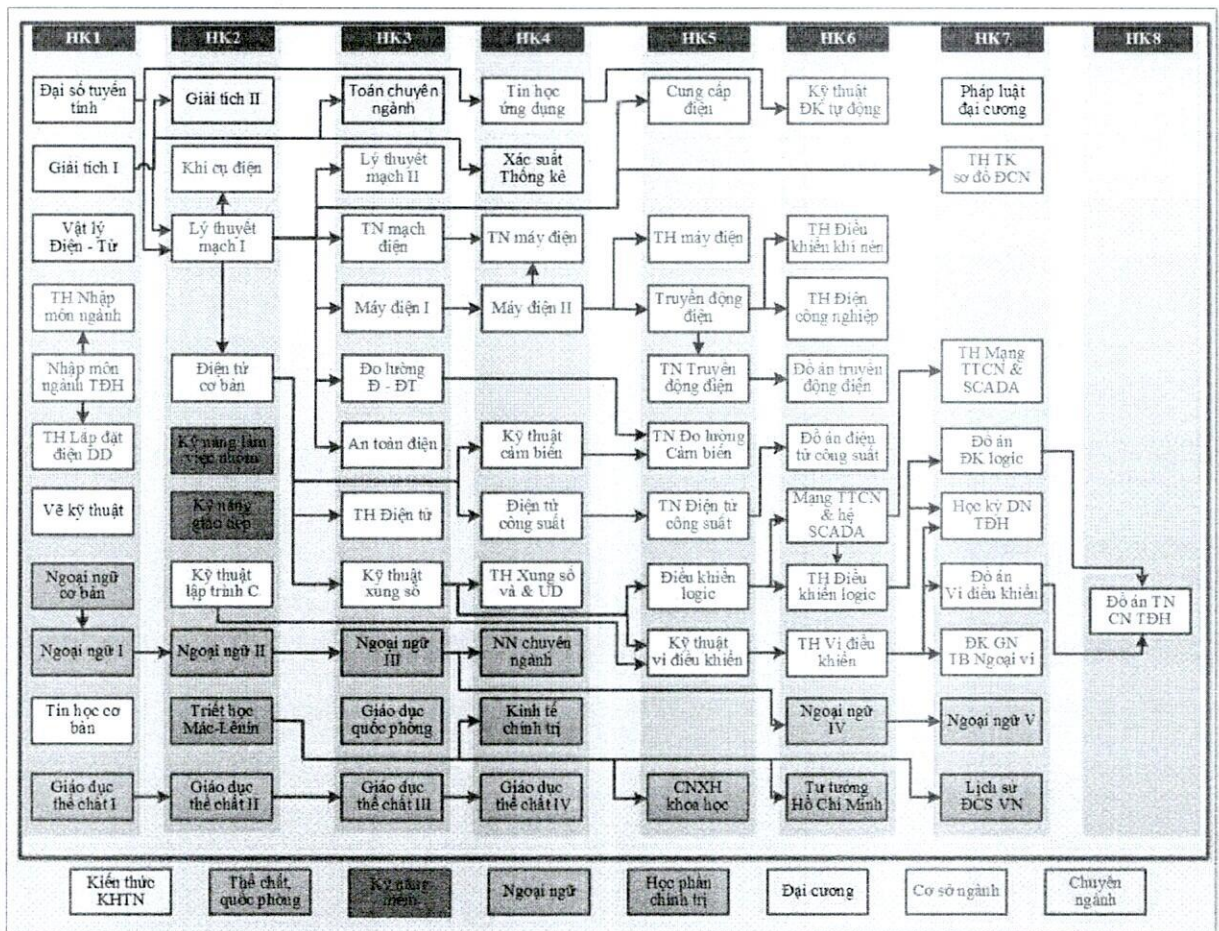 HK1
HK2
HK3
HK4
HK5
HK6
HK7
HK8
Đại số tuyến
tính
Giải tích II
Toán chuyên
ngành
Tin học
ứng dụng
Cung cấp
điện
Kỹ thuật
ĐK tự động
Pháp luật
đại cương
Giải tích I
Khí cụ điện
Lý thuyết
mạch II
Xác suất
Thống kê
TH TK
sơ đồ ĐCN
Vật lý
Điện - Từ
Lý thuyết
mạch I
TN mạch
điện
TN máy điện
TH máy điện
TH Điều
khiển khí nén
TH Nhập
môn ngành
Máy điện I
Máy điện II
Truyền động
điện
TH Điện
công nghiệp
Nhập môn
ngành TĐH
Điện tử
cơ bản
Đo lường
Đ - ĐT
TN Truyền
động điện
Đồ án truyền
động điện
TH Mạng
TTCN &
SCADA
TH Lắp đặt
điện DD
Kỹ năng làm
việc nhóm
An toàn điện
Kỹ thuật
cảm biến
TN Đo lường
Cảm biến
Đồ án điện
tử công suất
Đồ án
ĐK logic
Vẽ kỹ thuật
Kỹ năng
giao tiếp
TH Điện tử
Điện tử
công suất
TN Điện tử
công suất
Mạng TTCN
& hệ
SCADA
Học kỳ DN
TĐH
Ngoại ngữ
cơ bản
Kỹ thuật
lập trình C
Kỹ thuật
xung số
TH Xung số
và & UD
Điều khiển
logic
TH Điều
khiển logic
Đồ án
Vi điều khiển
Đồ án TN
CN TĐH
Ngoại ngữ I
Ngoại ngữ II
Ngoại ngữ
III
NN chuyên
ngành
Kỹ thuật
vi điều khiển
TH Vi điều
khiển
ĐK GN
TB Ngoại vi
Tin học cơ
bản
Triết học
Mác-Lênin
Giáo dục
quốc phòng
Kinh tế
chính trị
Ngoại ngữ
IV
Ngoại ngữ V
Giáo dục
thể chất I
Giáo dục
thể chất II
Giáo dục
thể chất III
Giáo dục
thể chất IV
CNXH
khoa học
Tư tưởng
Hồ Chí Minh
Lịch sử
ĐCS VN
Kiến thức
KHTN
Thể chất,
quốc phòng
Kỹ năng
mềm
Ngoại ngữ
Học phần
chính trị
Đại cương
Cơ sở ngành
Chuyên
ngành